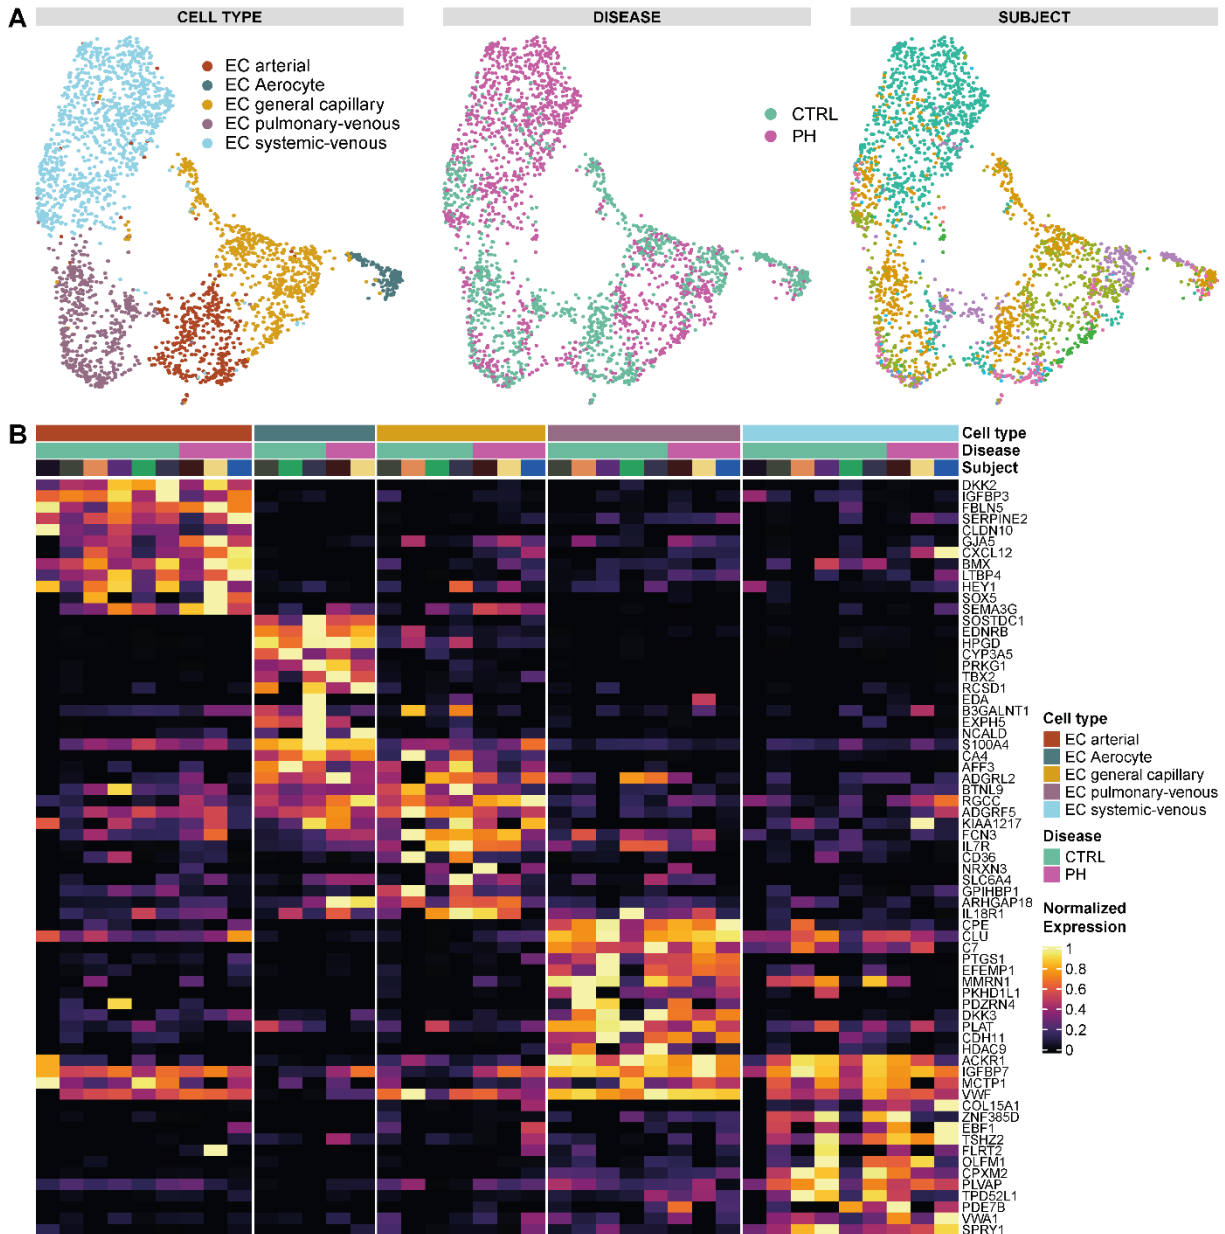 A
CELL TYPE
DISEASE
SUBJECT
EC arterial
EC Aerocyte
EC general capillary
EC pulmonary-venous
EC systemic-venous
CTRL
PH
B
Cell type
Disease
Subject
DKK2
IGFBP3
FBLN5
SERPINE2
CLDN10
GJA5
CXCL12
BMX
LTBP4
HEY1
SOX5
SEMA3G
SOSTDC1
EDNRB
HPGD
CYP3A5
PRKG1
TBX2
RCSD1
EDA
B3GALNT1
EXPH5
NCALD
S100A4
CA4
AFF3
ADGRL2
BTNL9
RGCC
ADGRF5
KIAA1217
FCN3
IL7R
CD36
NRXN3
SLC6A4
GPIHBP1
ARHGAP18
IL18R1
CPE
CLU
C7
PTGS1
EFEMP1
MMRN1
PKHD1L1
PDZRN4
DKK3
PLAT
CDH11
HDAC9
ACKR1
IGFBP7
MCTP1
VWF
COL15A1
ZNF385D
EBF1
TSHZ2
FLRT2
OLFM1
CPXM2
PLVAP
TPD52L1
PDE7B
VWA1
SPRY1
Cell type
EC arterial
EC Aerocyte
EC general capillary
EC pulmonary-venous
EC systemic-venous
Disease
CTRL
PH
Normalized
Expression
1
0.8
0.6
0.4
0.2
0